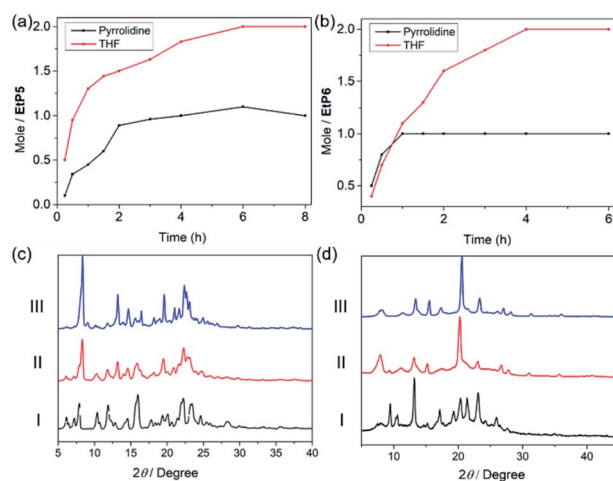 (a)
Pyrrolidine
THF
Mole / EtP5
2.0
1.5
1.0
0.5
0.0
0 2 4 6 8
Time (h)
(b)
Pyrrolidine
THF
Mole / EtP6
2.0
1.5
1.0
0.5
0 1 2 3 4 5 6
Time (h)
(c)
III
II
I
5 10 15 20 25 30 35 40
2θ/ Degree
(d)
III
II
I
10 20 30 40
2θ/ Degree